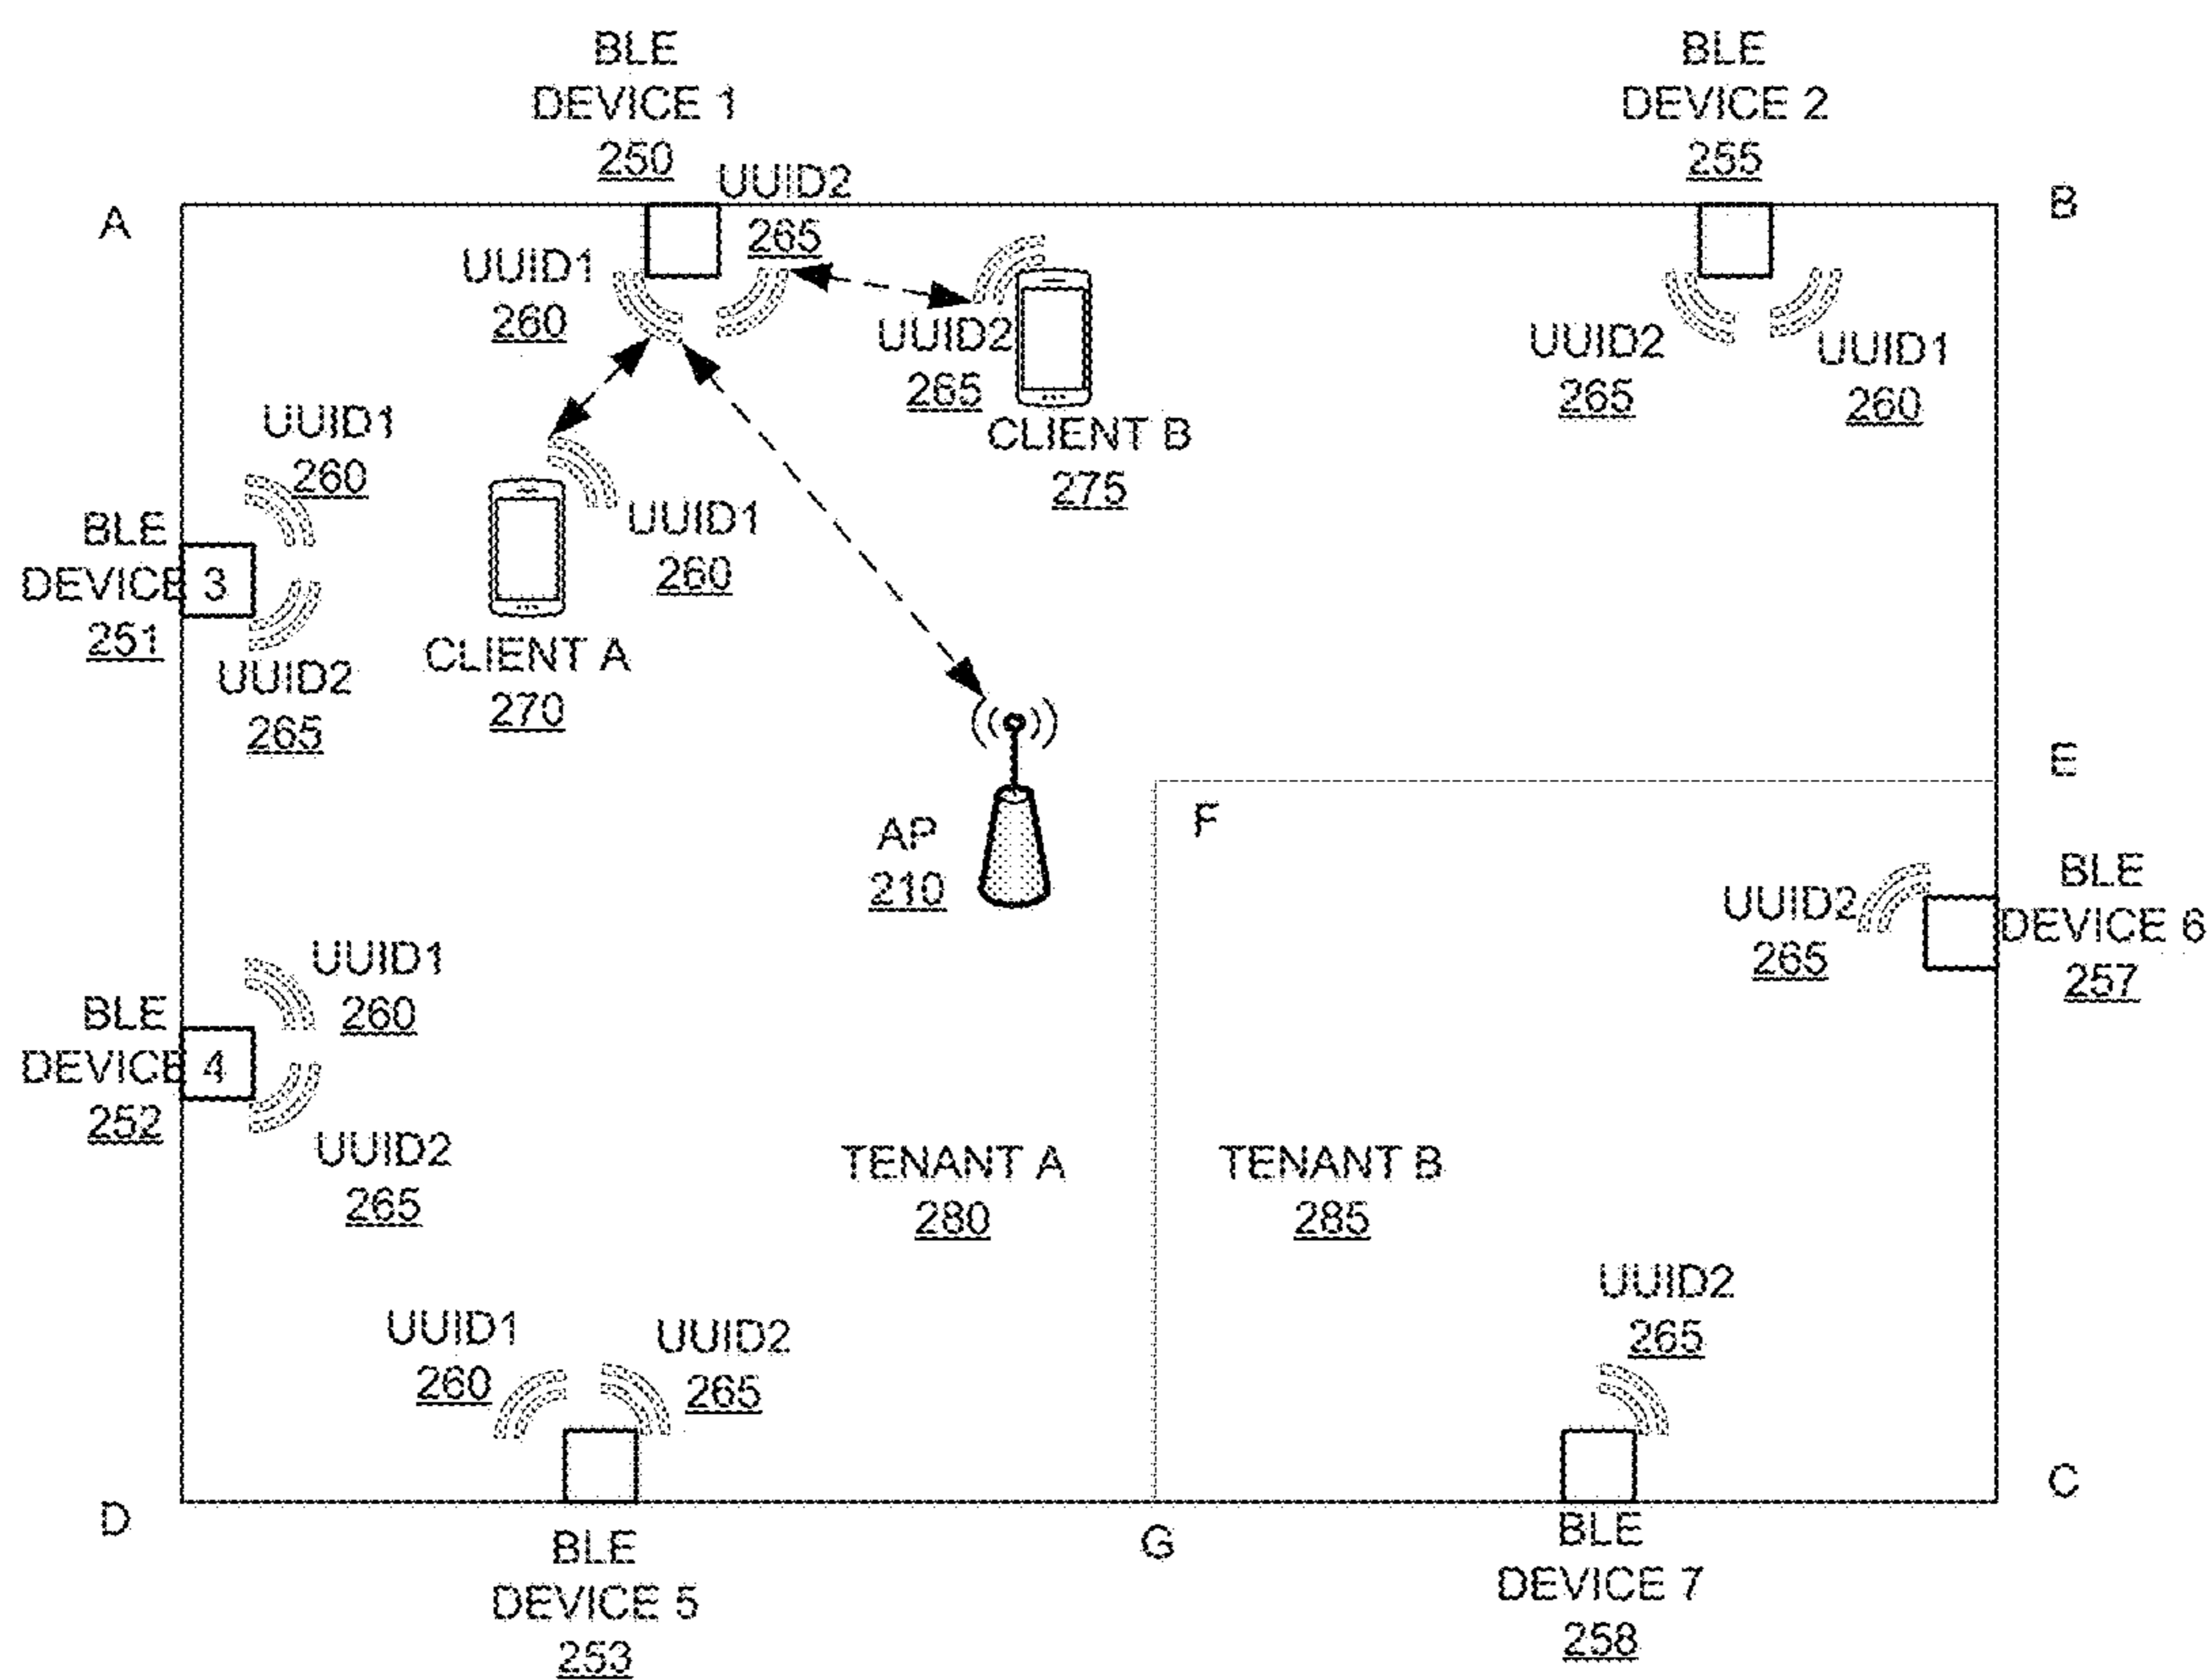 BLE
DEVICE 1
250
BLE
DEVICE 2
255
A
B
UUID2
265
UUID1
260
UUID2
265
CLIENT B
275
UUID2
265
UUID1
260
UUID1
260
BLE
DEVICE 3
251
UUID2
265
UUID1
260
CLIENT A
270
E
F
AP
210
UUID2
265
BLE
DEVICE 6
257
UUID1
260
BLE
DEVICE 4
252
UUID2
265
TENANT A
280
TENANT B
285
UUID1
260
UUID2
265
UUID2
265
D
G
C
BLE
DEVICE 5
253
BLE
DEVICE 7
258